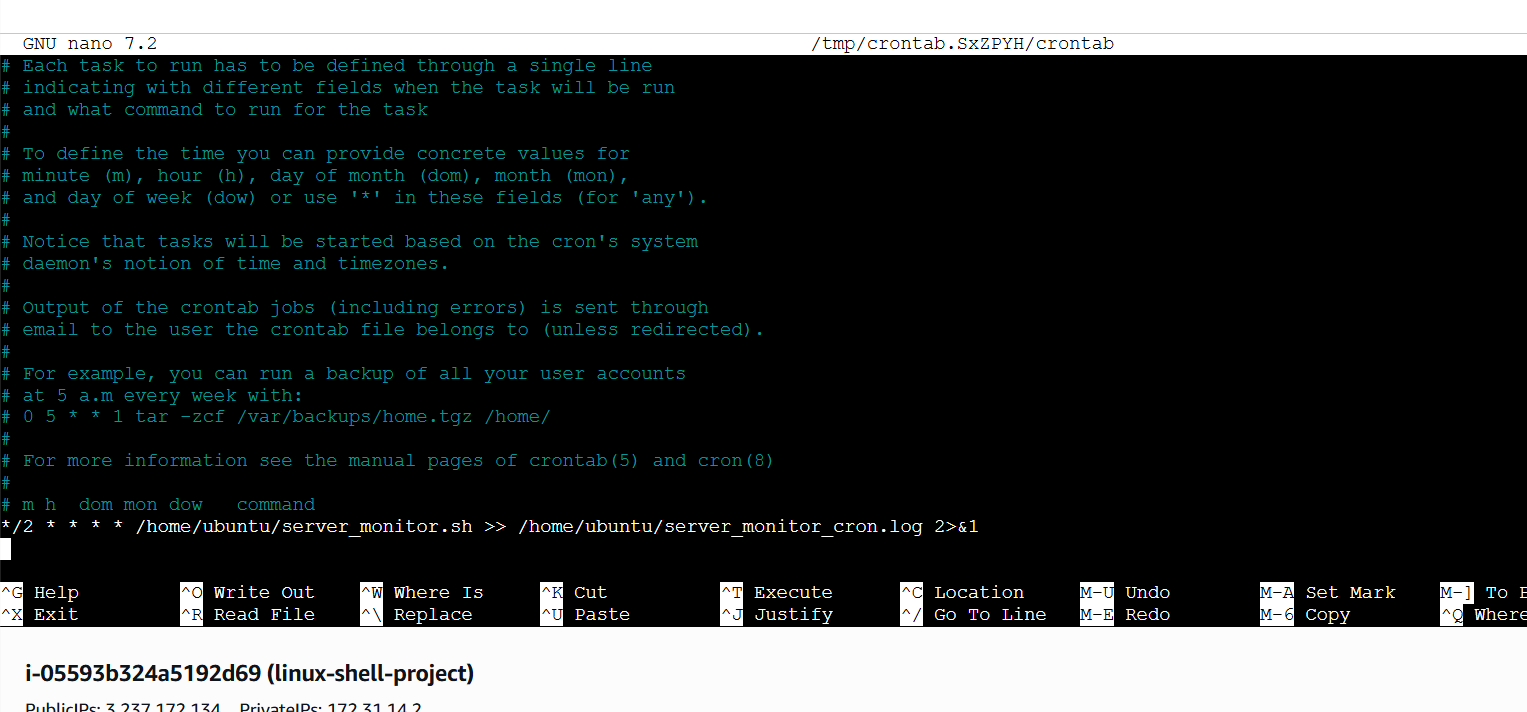 GNU nano 7.2 /tmp/crontab.SxZPYH/crontab
# Each task to run has to be defined through a single line
# indicating with different fields when the task will be run
# and what command to run for the task
#
# To define the time you can provide concrete values for
# minute (m), hour (h), day of month (dom), month (mon),
# and day of week (dow) or use '*' in these fields (for 'any').
#
# Notice that tasks will be started based on the cron's system
# daemon's notion of time and timezones.
#
# Output of the crontab jobs (including errors) is sent through
# email to the user the crontab file belongs to (unless redirected).
#
# For example, you can run a backup of all your user accounts
# at 5 a.m every week with:
# 0 5 * * 1 tar -zcf /var/backups/home.tgz /home/
#
# For more information see the manual pages of crontab(5) and cron(8)
#
# m h  dom mon dow   command
*/2 * * * * /home/ubuntu/server_monitor.sh >> /home/ubuntu/server_monitor_cron.log 2>&1
^G Help ^O Write Out ^W Where Is ^K Cut ^T Execute ^C Location M-U Undo M-A Set Mark M-] To
^X Exit ^R Read File ^\ Replace ^U Paste ^J Justify ^/ Go To Line M-E Redo M-6 Copy ^Q Where
i-05593b324a5192d69 (linux-shell-project)
PublicIPs: 3.237.172.134 PrivateIPs: 172.31.14.2